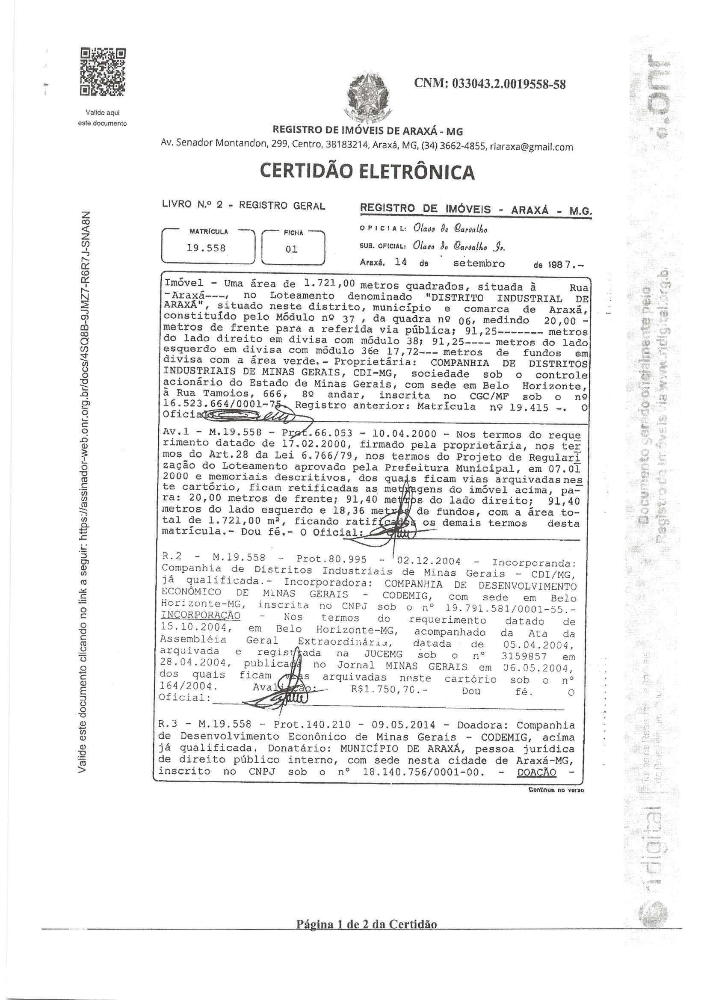 Valide aqui
este documento
CNM: 033043.2.0019558-58
REGISTRO DE IMÓVEIS DE ARAXÁ - MG
Av. Senador Montandon, 299, Centro, 38183214, Araxá, MG, (34) 3662-4855, riaraxa@gmail.com
CERTIDÃO ELETRÔNICA
LIVRO N.º 2 - REGISTRO GERAL
REGISTRO DE IMÓVEIS - ARAXÁ - M.G.
MATRÍCULA
19.558
FICHA
01
OFICIAL: Olavo de Carvalho
SUB. OFICIAL: Olavo de Carvalho Jr.
Araxá, 14 de setembro de 1987.-
Imóvel - Uma área de 1.721,00 metros quadrados, situada à Rua
-Araxá---, no Loteamento denominado "DISTRITO INDUSTRIAL DE
ARAXÁ", situado neste distrito, município e comarca de Araxá,
constituído pelo Módulo nº 37 , da quadra nº 06, medindo 20,00 -
metros de frente para a referida via pública; 91,25------- metros
do lado direito em divisa com módulo 38; 91,25---- metros do lado
esquerdo em divisa com módulo 36e 17,72--- metros de fundos em
divisa com a área verde.- Proprietária: COMPANHIA DE DISTRITOS
INDUSTRIAIS DE MINAS GERAIS, CDI-MG, sociedade sob o controle
acionário do Estado de Minas Gerais, com sede em Belo Horizonte,
à Rua Tamoios, 666, 8º andar, inscrita no CGC/MF sob o nº
16.523.664/0001-75. Registro anterior: Matrícula nº 19.415 -. O
Oficial:
Av.1 - M.19.558 - Prot.66.053 - 10.04.2000 - Nos termos do reque
rimento datado de 17.02.2000, firmado pela proprietária, nos ter
mos do Art.28 da Lei 6.766/79, nos termos do Projeto de Regulari
zação do Loteamento aprovado pela Prefeitura Municipal, em 07.01
2000 e memoriais descritivos, dos quais ficam vias arquivadas nes
te cartório, ficam retificadas as metragens do imóvel acima, pa-
ra: 20,00 metros de frente; 91,40 metros do lado direito; 91,40
metros do lado esquerdo e 18,36 metros de fundos, com a área to-
tal de 1.721,00 m², ficando ratificados os demais termos desta
matrícula.- Dou fé.- O Oficial:
R.2 - M.19.558 - Prot.80.995 - 02.12.2004 - Incorporanda:
Companhia de Distritos Industriais de Minas Gerais - CDI/MG,
já qualificada.- Incorporadora: COMPANHIA DE DESENVOLVIMENTO
ECONÔMICO DE MINAS GERAIS - CODEMIG, com sede em Belo
Horizonte-MG, inscrita no CNPJ sob o nº 19.791.581/0001-55.-
INCORPORAÇÃO - Nos termos do requerimento datado de
15.10.2004, em Belo Horizonte-MG, acompanhado da Ata da
Assembléia Geral Extraordinária, datada de 05.04.2004,
arquivada e registrada na JUCEMG sob o nº 3159857 em
28.04.2004, publicada no Jornal MINAS GERAIS em 06.05.2004,
dos quais ficam vias arquivadas neste cartório sob o nº
164/2004. Avaliação: R$1.750,70.- Dou fé. O
Oficial:
R.3 - M.19.558 - Prot.140.210 - 09.05.2014 - Doadora: Companhia
de Desenvolvimento Econônico de Minas Gerais - CODEMIG, acima
já qualificada. Donatário: MUNICÍPIO DE ARAXÁ, pessoa jurídica
de direito público interno, com sede nesta cidade de Araxá-MG,
inscrito no CNPJ sob o nº 18.140.756/0001-00. - DOAÇÃO -
Continua no verso
Página 1 de 2 da Certidão
Valide este documento clicando no link a seguir: https://assinador-web.onr.org.br/docs/4SQ8B-9JMZ7-R6R7J-SNA8N
Documento gerado oficialmente pelo
Registro de Imóveis via www.ridigital.org.br
ridigital